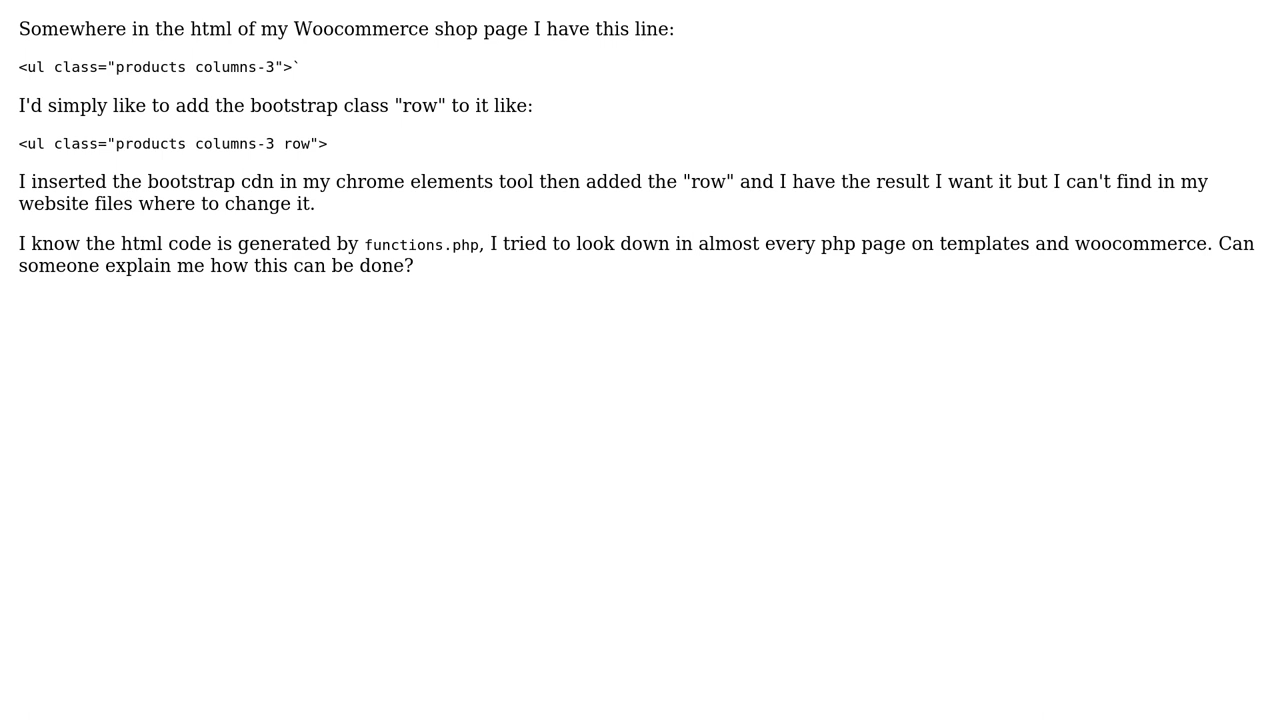 Somewhere in the html of my Woocommerce shop page I have this line:
<ul class="products columns-3">`
I'd simply like to add the bootstrap class "row" to it like:
<ul class="products columns-3 row">
I inserted the bootstrap cdn in my chrome elements tool then added the "row" and I have the result I want it but I can't find in my
website files where to change it.
I know the html code is generated by functions.php, I tried to look down in almost every php page on templates and woocommerce. Can
someone explain me how this can be done?